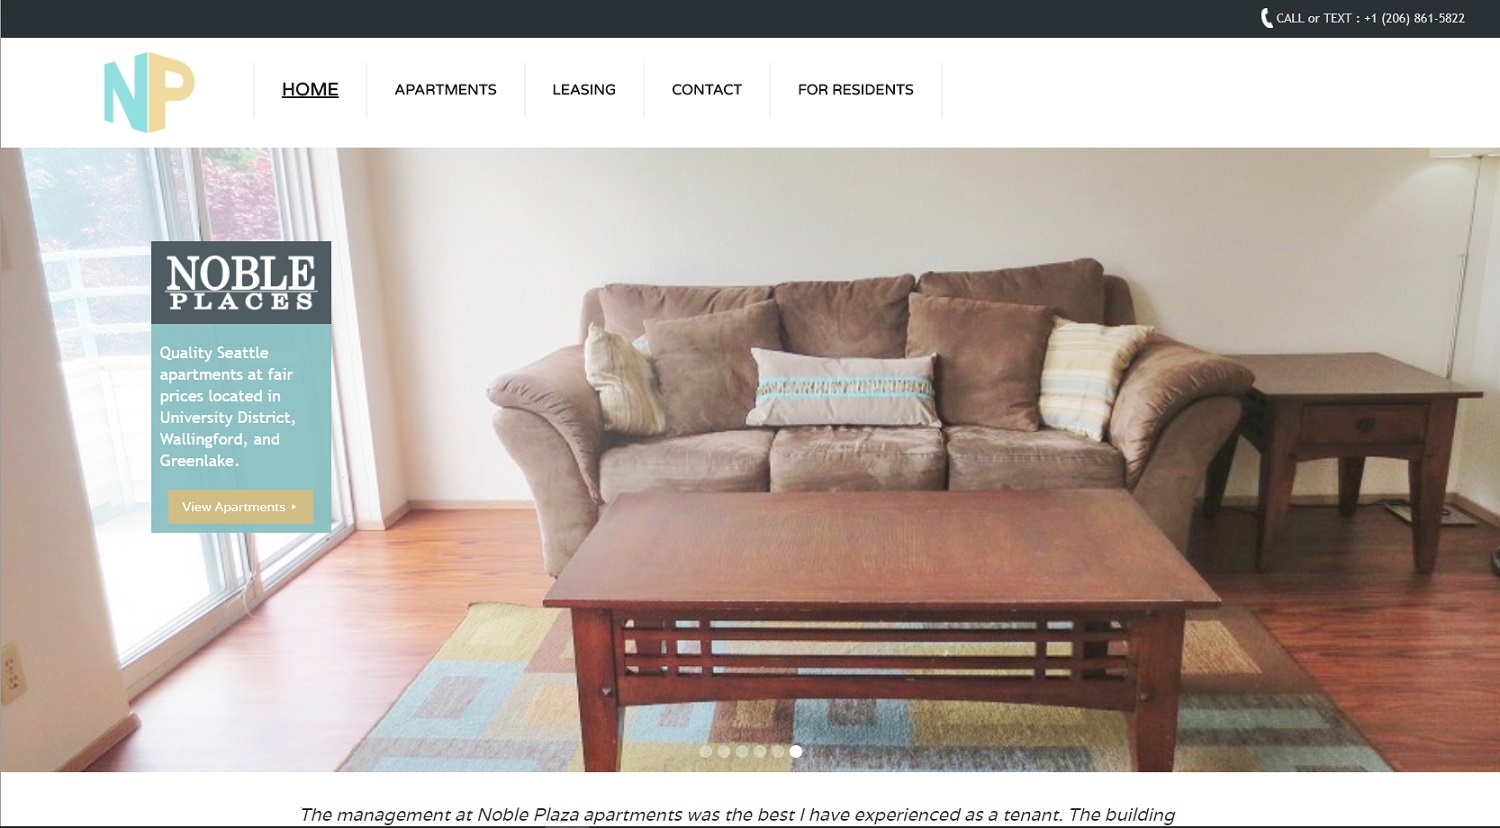 CALL or TEXT : +1 (206) 861-5822
NP
HOME
APARTMENTS
LEASING
CONTACT
FOR RESIDENTS
NOBLE
PLACES
Quality Seattle
apartments at fair
prices located in
University District,
Wallingford, and
Greenlake.
View Apartments
The management at Noble Plaza apartments was the best I have experienced as a tenant. The building